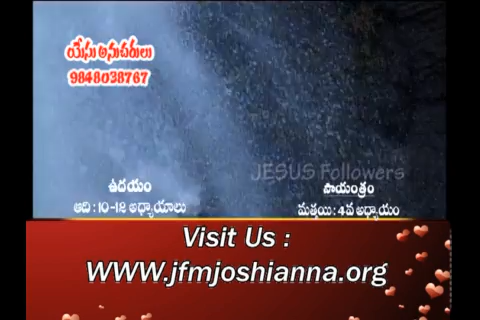 యేసు అనుచరులు
9848038767
JESUS Followers
ఉదయం
సాయంత్రం
ఆది : 10-12 అధ్యాయాలు
మత్తయి: 4వ అధ్యాయం
Visit Us :
WWW.jfmjoshianna.org